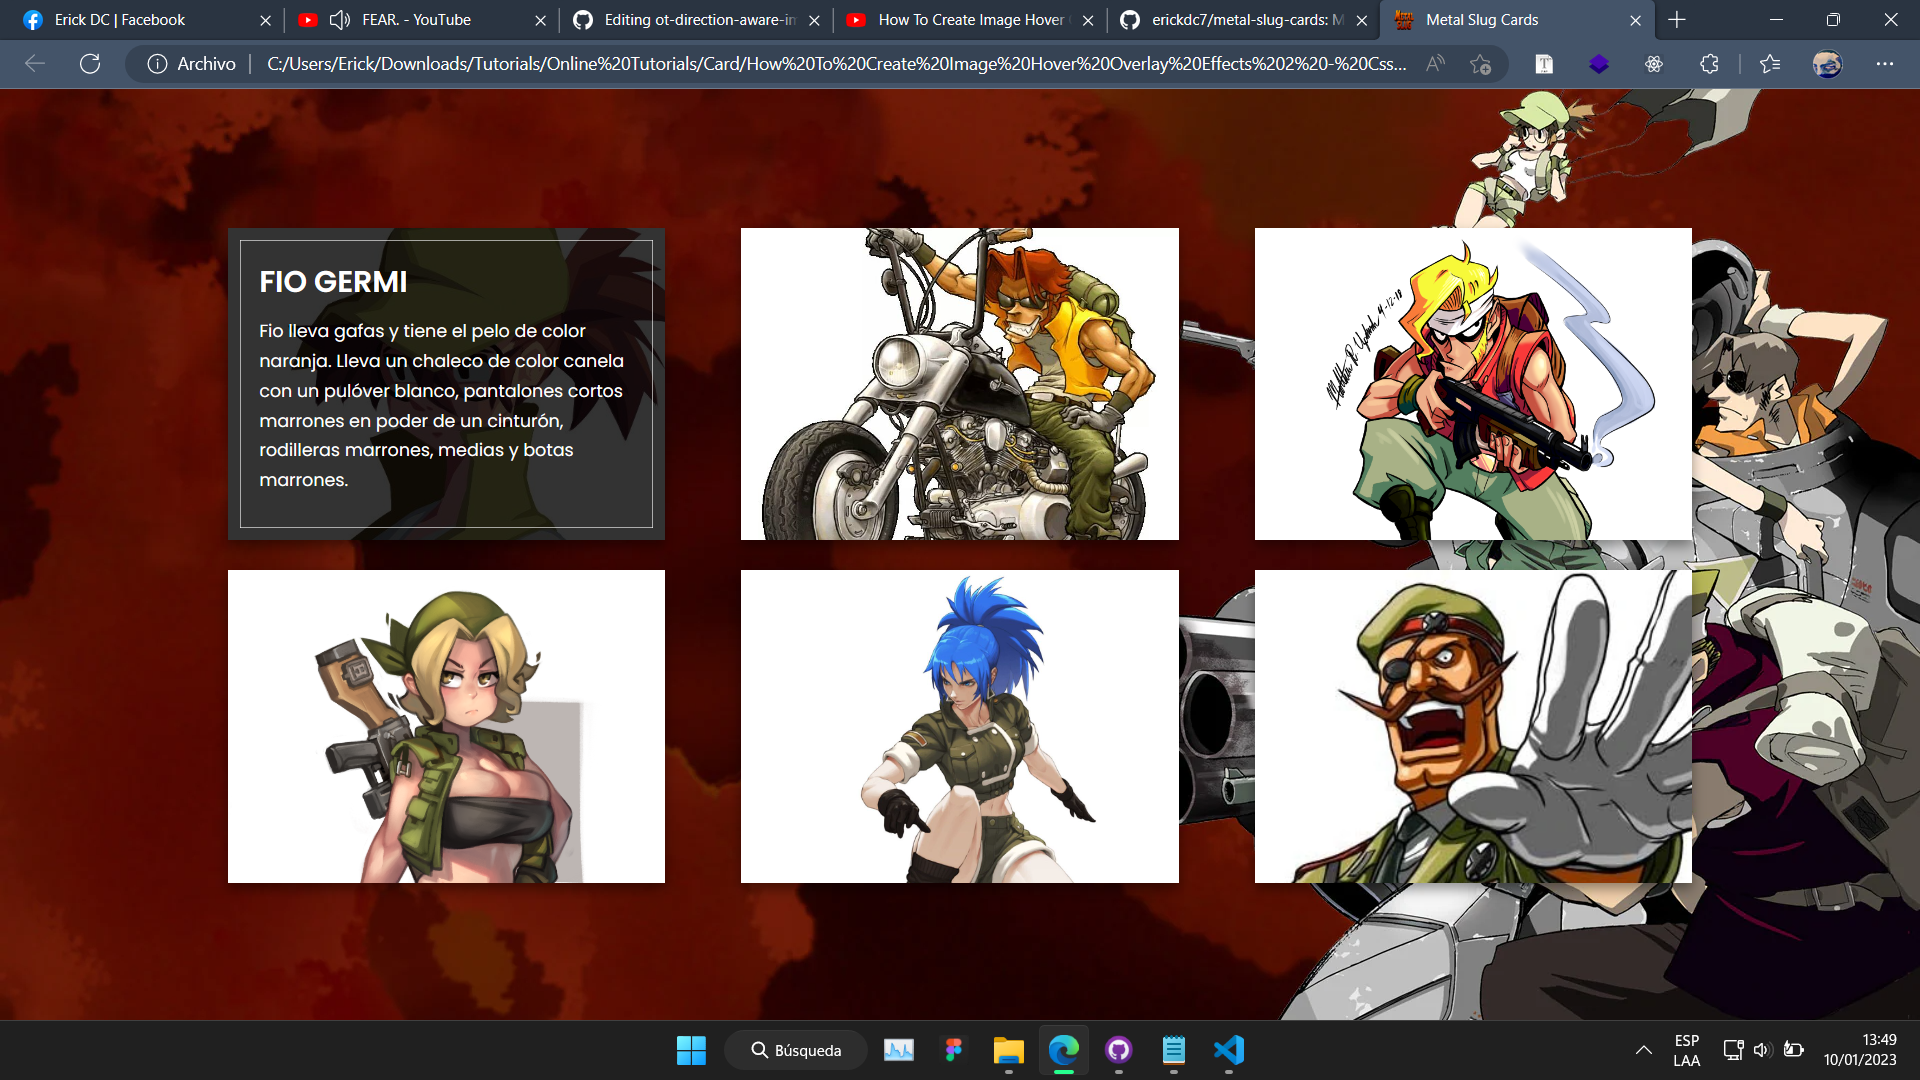 Erick DC | Facebook
FEAR. - YouTube
Editing ot-direction-aware-im
How To Create Image Hover
erickdc7/metal-slug-cards: M
Metal Slug Cards
Archivo
C:/Users/Erick/Downloads/Tutorials/Online%20Tutorials/Card/How%20To%20Create%20Image%20Hover%20Overlay%20Effects%202%20-%20Css...
FIO GERMI
Fio lleva gafas y tiene el pelo de color
naranja. Lleva un chaleco de color canela
con un pulóver blanco, pantalones cortos
marrones en poder de un cinturón,
rodilleras marrones, medias y botas
marrones.
Búsqueda
ESP
LAA
13:49
10/01/2023